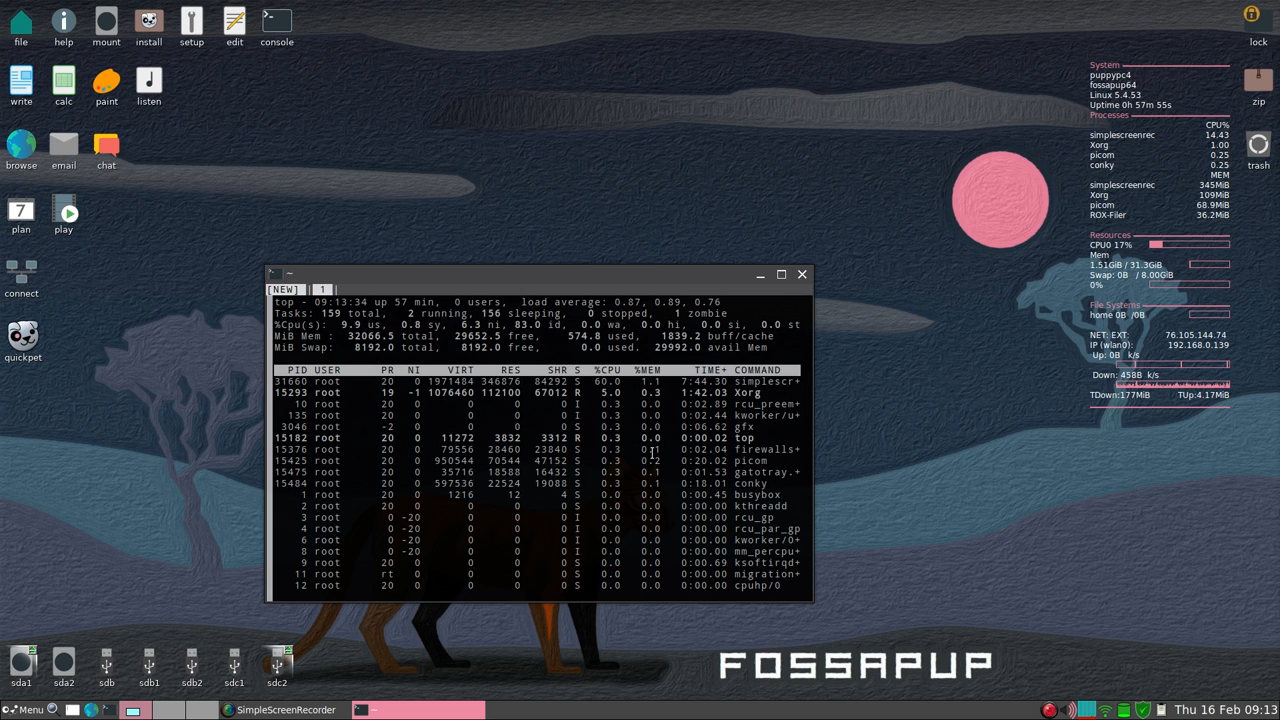 file help mount install setup edit console
write calc paint listen
browse email chat
7
plan play
connect
quickpet
lock
zip
trash
System
puppypc4
fossapup64
Linux 5.4.53
Uptime 0h 57m 55s
Processes
CPU%
simplescreenrec 14.43
Xorg 1.00
picom 0.25
conky 0.25
MEM
simplescreenrec 345MiB
Xorg 109MiB
picom 68.9MiB
ROX-Filer 36.2MiB
Resources
CPU0 17%
Mem
1.51GiB / 31.3GiB
Swap: 0B / 8.00GiB
0%
File Systems
home 0B /0B
NET: EXT: 76.105.144.74
IP (wlan0): 192.168.0.139
Up: 0B k/s
Down: 458B k/s
TDown:177MiB TUp:4.17MiB
~
[NEW] 1
top - 09:13:34 up 57 min, 0 users, load average: 0.87, 0.89, 0.76
Tasks: 159 total, 2 running, 156 sleeping, 0 stopped, 1 zombie
%Cpu(s): 9.9 us, 0.8 sy, 6.3 ni, 83.0 id, 0.0 wa, 0.0 hi, 0.0 si, 0.0 st
MiB Mem : 32066.5 total, 29652.5 free, 574.8 used, 1839.2 buff/cache
MiB Swap: 8192.0 total, 8192.0 free, 0.0 used. 29992.0 avail Mem
PID USER PR NI VIRT RES SHR S %CPU %MEM TIME+ COMMAND
31660 root 20 0 1971484 346876 84292 S 60.0 1.1 7:44.30 simplescr+
15293 root 19 -1 1076460 112100 67012 R 5.0 0.3 1:42.03 Xorg
10 root 20 0 0 0 0 I 0.3 0.0 0:02.89 rcu_preem+
135 root 20 0 0 0 0 I 0.3 0.0 0:02.44 kworker/u+
3046 root -2 0 0 0 0 S 0.3 0.0 0:06.62 gfx
15182 root 20 0 11272 3832 3312 R 0.3 0.0 0:00.02 top
15376 root 20 0 79556 28460 23840 S 0.3 0.1 0:02.04 firewalls+
15425 root 20 0 950544 70544 47152 S 0.3 0.2 0:20.02 picom
15475 root 20 0 35716 18588 16432 S 0.3 0.1 0:01.53 gatotray.+
15484 root 20 0 597536 22524 19088 S 0.3 0.1 0:18.01 conky
1 root 20 0 1216 12 4 S 0.0 0.0 0:00.45 busybox
2 root 20 0 0 0 0 S 0.0 0.0 0:00.00 kthreadd
3 root 0 -20 0 0 0 I 0.0 0.0 0:00.00 rcu_gp
4 root 0 -20 0 0 0 I 0.0 0.0 0:00.00 rcu_par_gp
6 root 0 -20 0 0 0 I 0.0 0.0 0:00.00 kworker/0+
8 root 0 -20 0 0 0 I 0.0 0.0 0:00.00 mm_percpu+
9 root 20 0 0 0 0 S 0.0 0.0 0:00.69 ksoftirqd+
11 root rt 0 0 0 0 S 0.0 0.0 0:00.00 migration+
12 root 20 0 0 0 0 S 0.0 0.0 0:00.00 cpuhp/0
FOSSAPUP
sda1 sda2 sdb sdb1 sdb2 sdc1 sdc2
Menu SimpleScreenRecorder ~ Thu 16 Feb 09:13